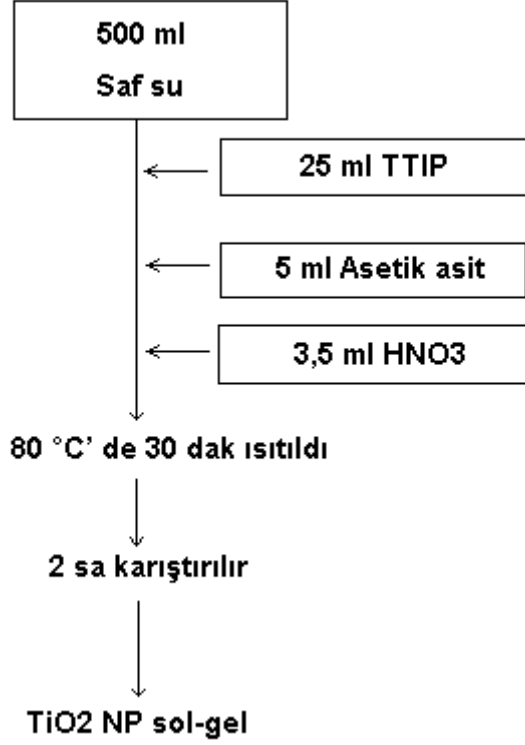 500 ml
Saf su
25 ml TTIP
5 ml Asetik asit
3,5 ml HNO3
80 °C’ de 30 dak ısıtıldı
2 sa karıştırılır
TiO2 NP sol-gel